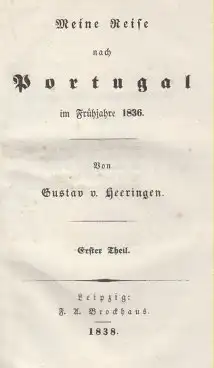 Meine Reise
nach
Portugal
im Frühjahre 1836.
Von
Gustav v. Heeringen.
Erster Theil.
Leipzig:
F. A. Brockhaus.
1838.